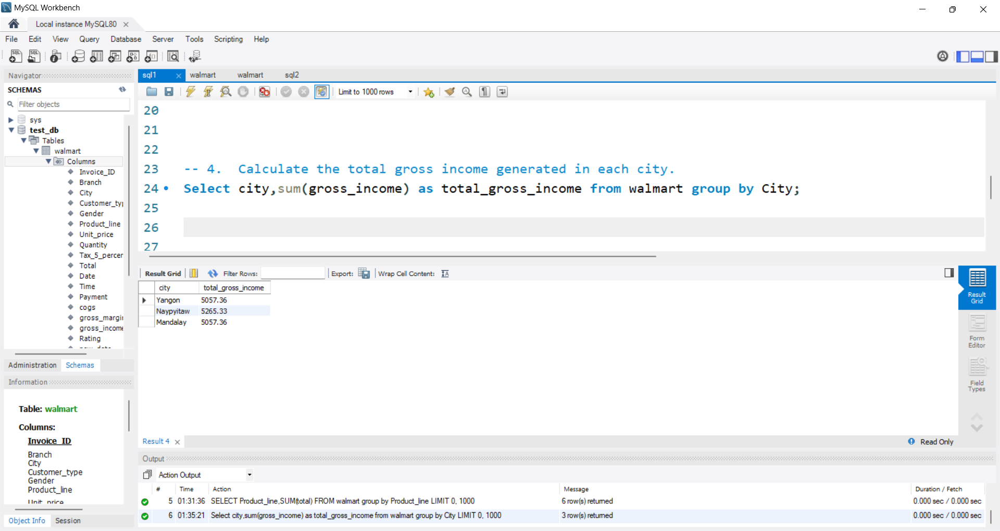 MySQL Workbench
Local instance MySQL80
File Edit View Query Database Server Tools Scripting Help
Navigator
SCHEMAS
Filter objects
sys
test_db
Tables
walmart
Columns
Invoice_ID
Branch
City
Customer_ty
Gender
Product_line
Unit_price
Quantity
Tax_5_percer
Total
Date
Time
Payment
cogs
gross_margi
gross_income
Rating
Administration Schemas
Information
Table: walmart
Columns:
Invoice_ID
Branch
City
Customer_type
Gender
Product_line
Unit_price
Object Info Session
sql1 walmart walmart sql2
Limit to 1000 rows
20
21
22
23 -- 4. Calculate the total gross income generated in each city.
24 Select city,sum(gross_income) as total_gross_income from walmart group by City;
25
26
27
Result Grid Filter Rows: Export: Wrap Cell Content:
city total_gross_income
Yangon 5057.36
Naypyitaw 5265.33
Mandalay 5057.36
Result Grid
Form Editor
Field Types
Result 4 Read Only
Output
Action Output
# Time Action Message Duration / Fetch
5 01:31:36 SELECT Product_line,SUM(total) FROM walmart group by Product_line LIMIT 0, 1000 6 row(s) returned 0.000 sec / 0.000 sec
6 01:35:21 Select city,sum(gross_income) as total_gross_income from walmart group by City LIMIT 0, 1000 3 row(s) returned 0.000 sec / 0.000 sec